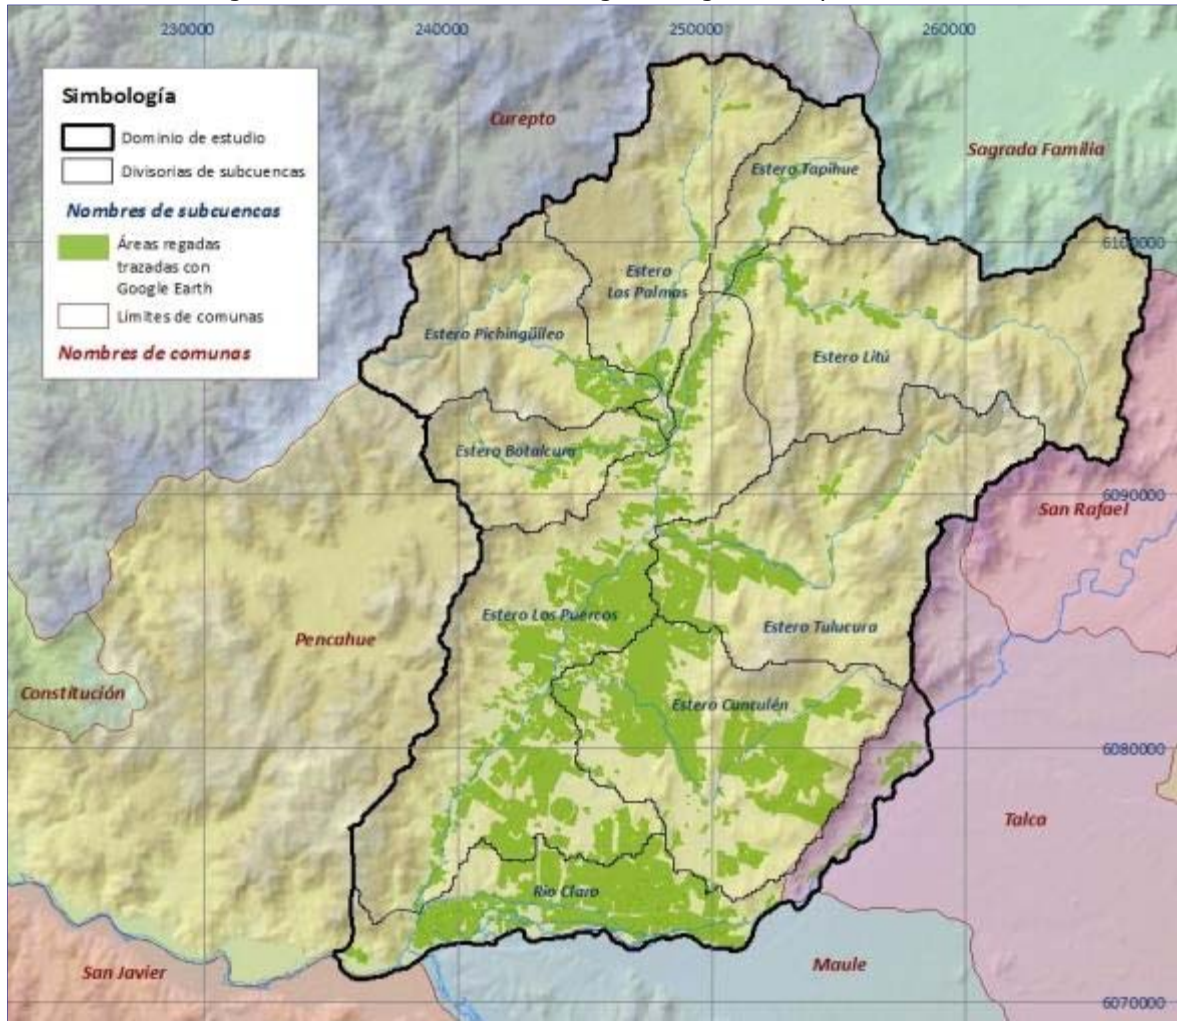 230000
240000
250000
260000
Simbología
Dominio de estudio
Divisorias de subcuencas
Nombres de subcuencas
Áreas regadas
trazadas con
Google Earth
Límites de comunas
Nombres de comunas
Curepto
Sagrada Familia
Estero Tapihue
6100000
Estero
Las Palmas
Estero Pichingüileo
Estero Litú
Estero Botalcura
6090000
San Rafael
Estero Los Puercos
Estero Tulucura
Pencahue
Constitución
Estero Cunculén
6080000
Talca
Río Claro
San Javier
Maule
6070000